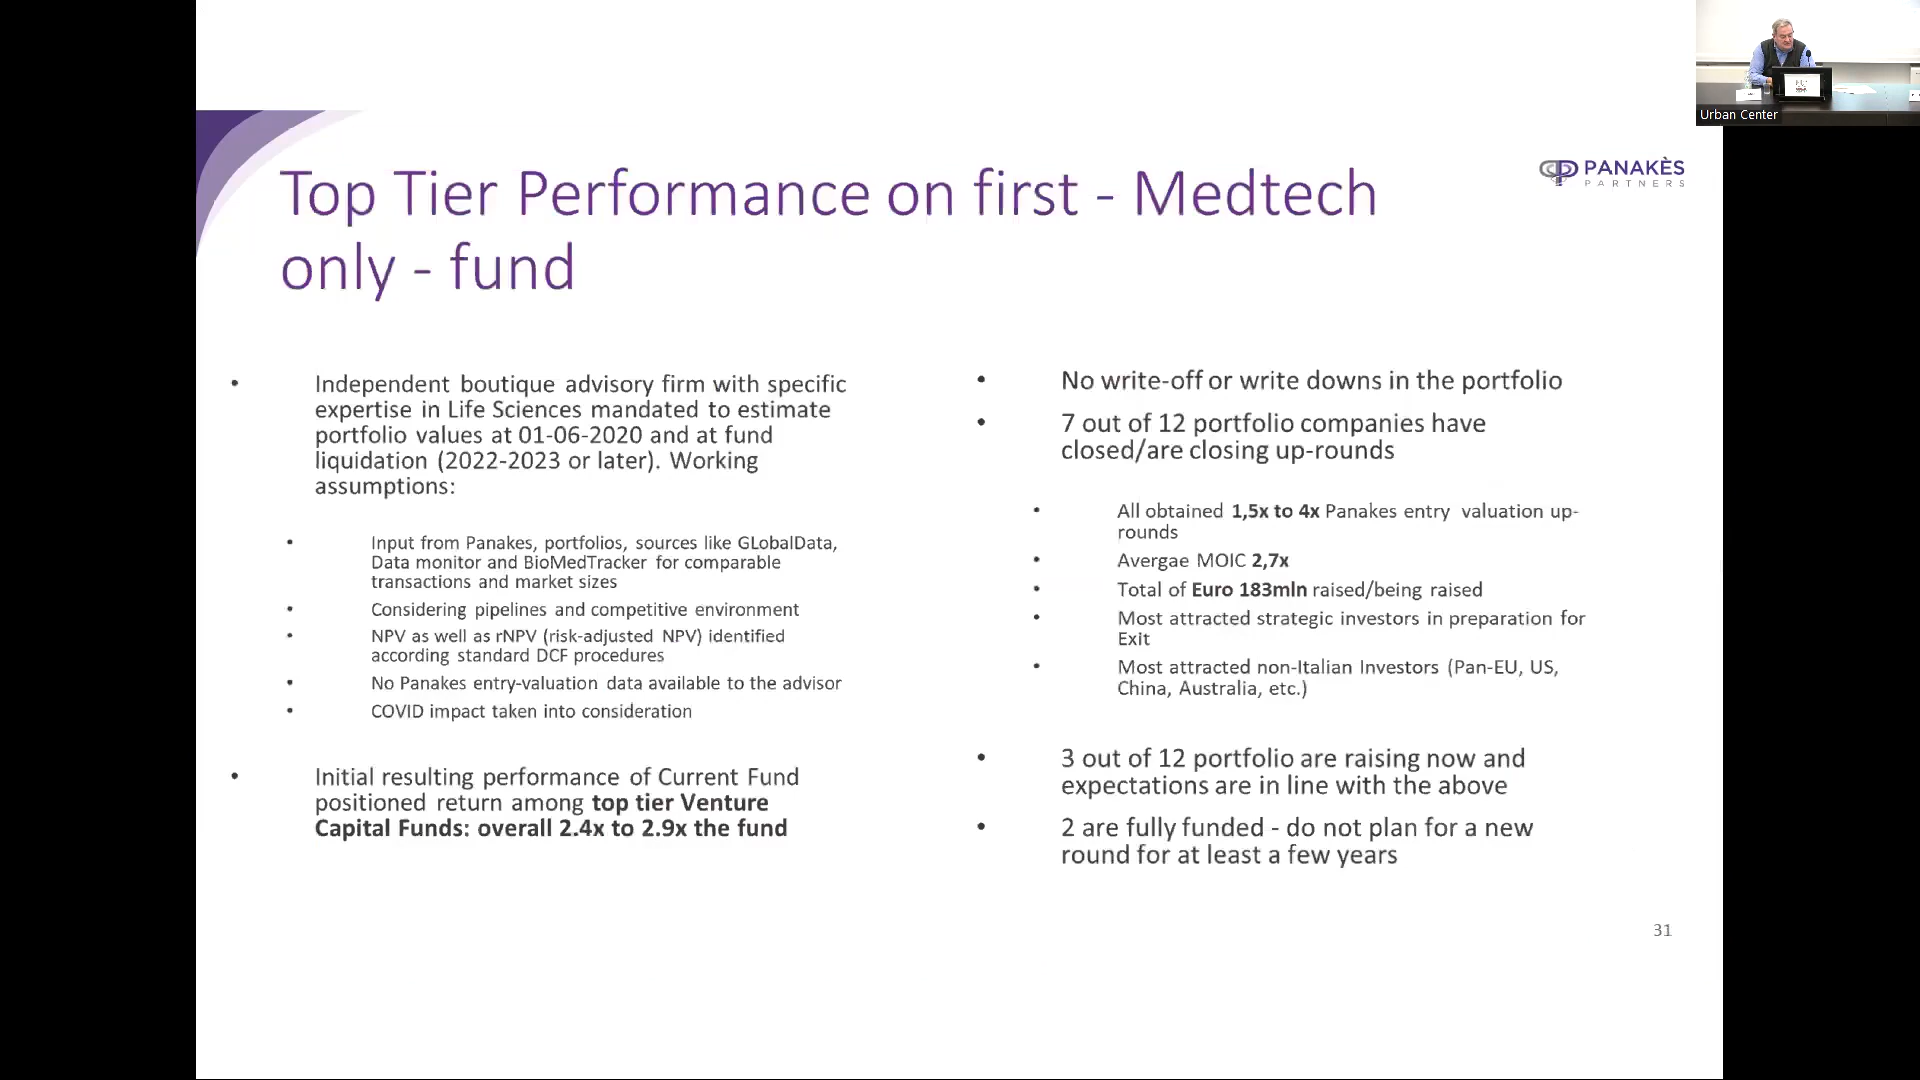 Urban Center
PANAKÈS
PARTNERS
Top Tier Performance on first - Medtech
only - fund
• Independent boutique advisory firm with specific
expertise in Life Sciences mandated to estimate
portfolio values at 01-06-2020 and at fund
liquidation (2022-2023 or later). Working
assumptions:
• Input from Panakes, portfolios, sources like GLobalData,
Data monitor and BioMedTracker for comparable
transactions and market sizes
• Considering pipelines and competitive environment
• NPV as well as rNPV (risk-adjusted NPV) identified
according standard DCF procedures
• No Panakes entry-valuation data available to the advisor
• COVID impact taken into consideration
• Initial resulting performance of Current Fund
positioned return among top tier Venture
Capital Funds: overall 2.4x to 2.9x the fund
• No write-off or write downs in the portfolio
• 7 out of 12 portfolio companies have
closed/are closing up-rounds
• All obtained 1,5x to 4x Panakes entry valuation up-
rounds
• Avergae MOIC 2,7x
• Total of Euro 183mln raised/being raised
• Most attracted strategic investors in preparation for
Exit
• Most attracted non-Italian Investors (Pan-EU, US,
China, Australia, etc.)
• 3 out of 12 portfolio are raising now and
expectations are in line with the above
• 2 are fully funded - do not plan for a new
round for at least a few years
31